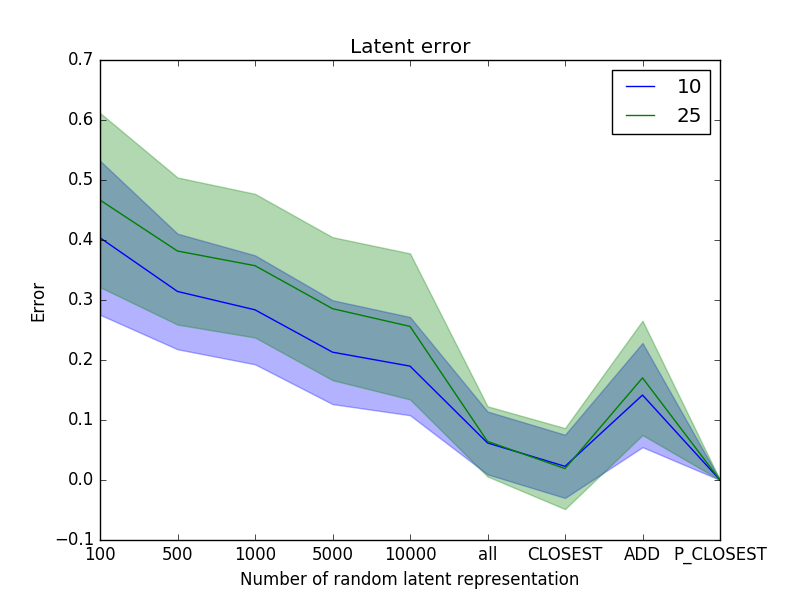 Latent error
10
25
0.7
0.6
0.5
0.4
0.3
0.2
0.1
0.0
−0.1
Error
100 500 1000 5000 10000 all CLOSEST ADD P_CLOSEST
Number of random latent representation